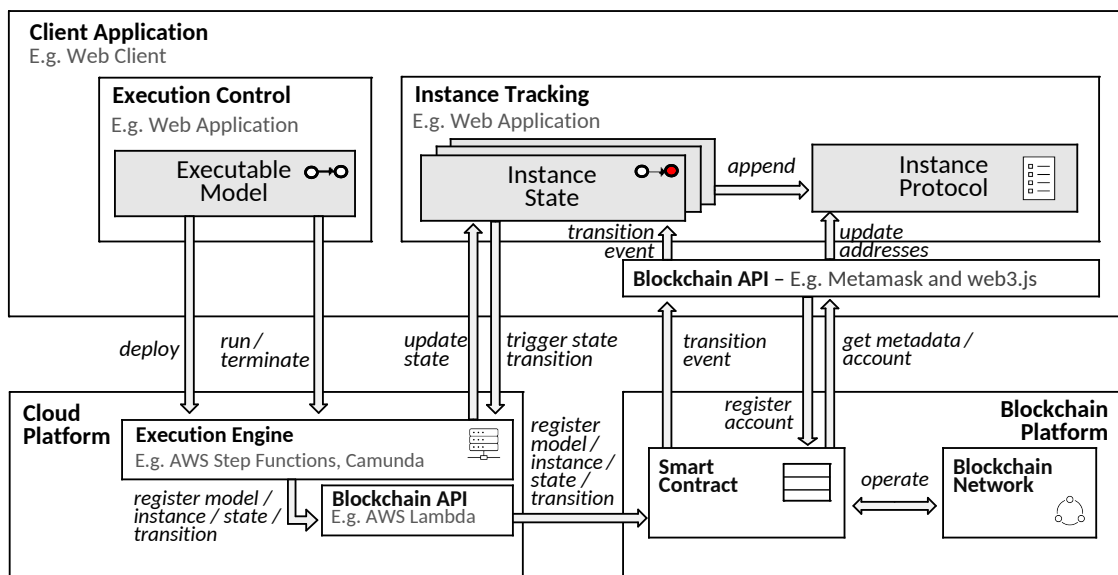 Client Application
E.g. Web Client
Execution Control
E.g. Web Application
Executable
Model
Instance Tracking
E.g. Web Application
Instance
State
append
Instance
Protocol
transition
event
update
addresses
Blockchain API – E.g. Metamask and web3.js
deploy
run /
terminate
update
state
trigger state
transition
transition
event
get metadata /
account
register
account
Cloud
Platform
Execution Engine
E.g. AWS Step Functions, Camunda
register model /
instance / state /
transition
Blockchain API
E.g. AWS Lambda
register
model /
instance /
state /
transition
Blockchain
Platform
Smart
Contract
operate
Blockchain
Network